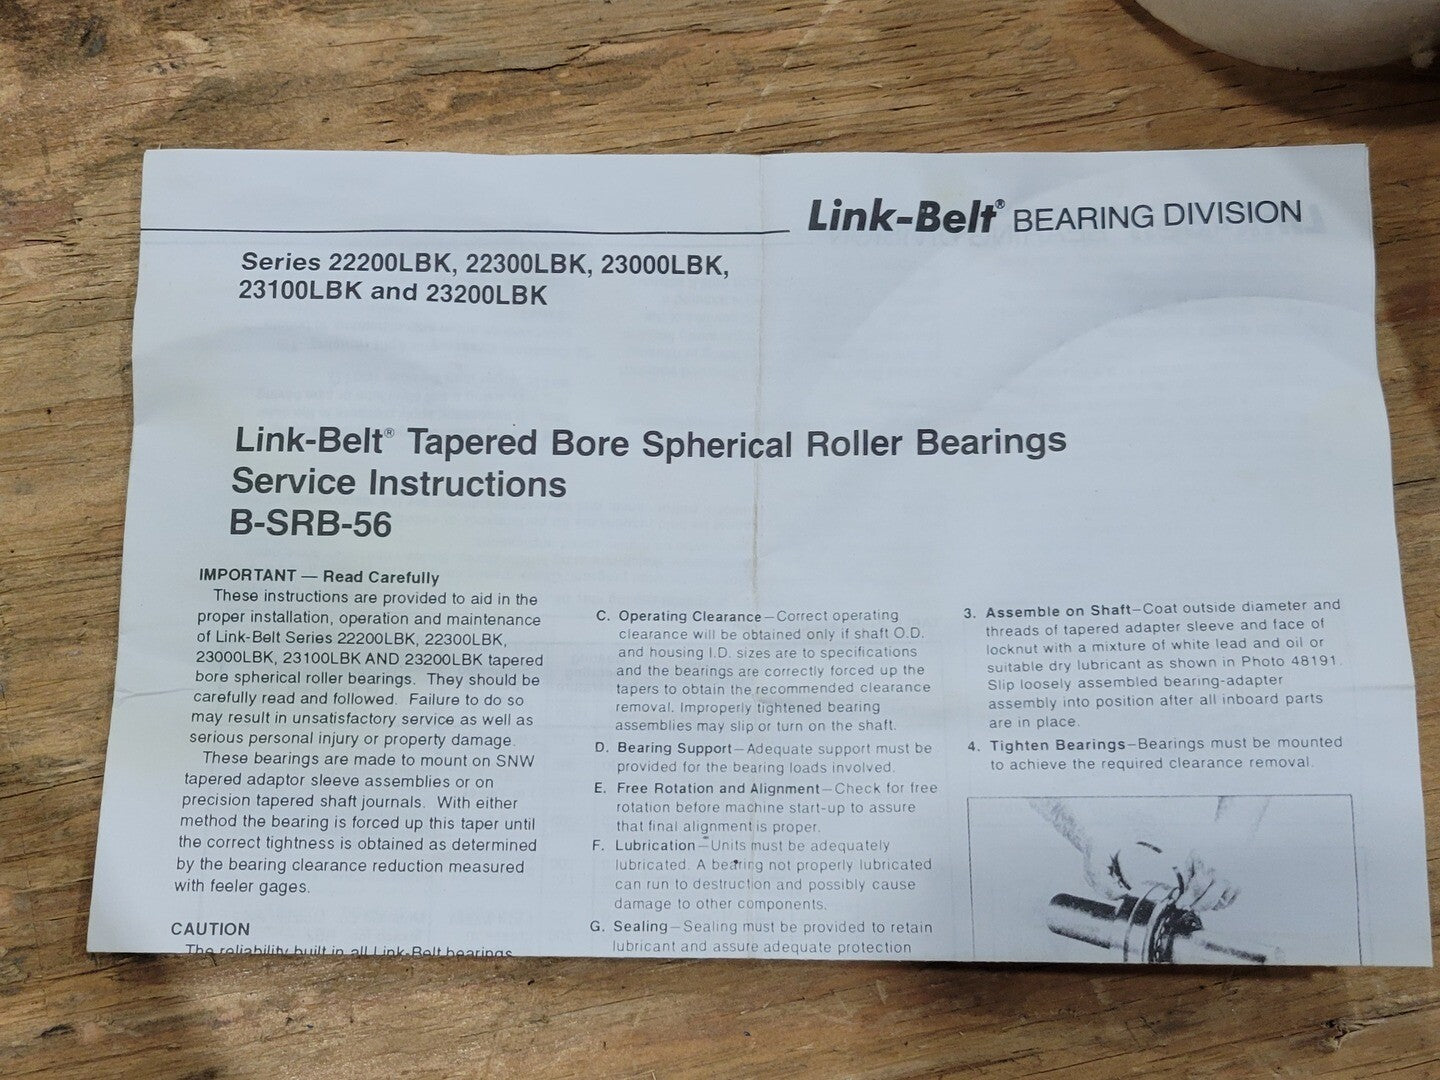 Link-Belt® BEARING DIVISION
Series 22200LBK, 22300LBK, 23000LBK,
23100LBK and 23200LBK
Link-Belt® Tapered Bore Spherical Roller Bearings
Service Instructions
B-SRB-56
IMPORTANT — Read Carefully
These instructions are provided to aid in the
proper installation, operation and maintenance
of Link-Belt Series 22200LBK, 22300LBK,
23000LBK, 23100LBK AND 23200LBK tapered
bore spherical roller bearings. They should be
carefully read and followed. Failure to do so
may result in unsatisfactory service as well as
serious personal injury or property damage.
These bearings are made to mount on SNW
tapered adaptor sleeve assemblies or on
precision tapered shaft journals. With either
method the bearing is forced up this taper until
the correct tightness is obtained as determined
by the bearing clearance reduction measured
with feeler gages.
CAUTION
The reliability built in all Link-Belt bearings
C. Operating Clearance—Correct operating
clearance will be obtained only if shaft O.D.
and housing I.D. sizes are to specifications
and the bearings are correctly forced up the
tapers to obtain the recommended clearance
removal. Improperly tightened bearing
assemblies may slip or turn on the shaft.
D. Bearing Support—Adequate support must be
provided for the bearing loads involved.
E. Free Rotation and Alignment—Check for free
rotation before machine start-up to assure
that final alignment is proper.
F. Lubrication—Units must be adequately
lubricated. A bearing not properly lubricated
can run to destruction and possibly cause
damage to other components.
G. Sealing—Sealing must be provided to retain
lubricant and assure adequate protection
3. Assemble on Shaft—Coat outside diameter and
threads of tapered adapter sleeve and face of
locknut with a mixture of white lead and oil or
suitable dry lubricant as shown in Photo 48191.
Slip loosely assembled bearing-adapter
assembly into position after all inboard parts
are in place.
4. Tighten Bearings—Bearings must be mounted
to achieve the required clearance removal.